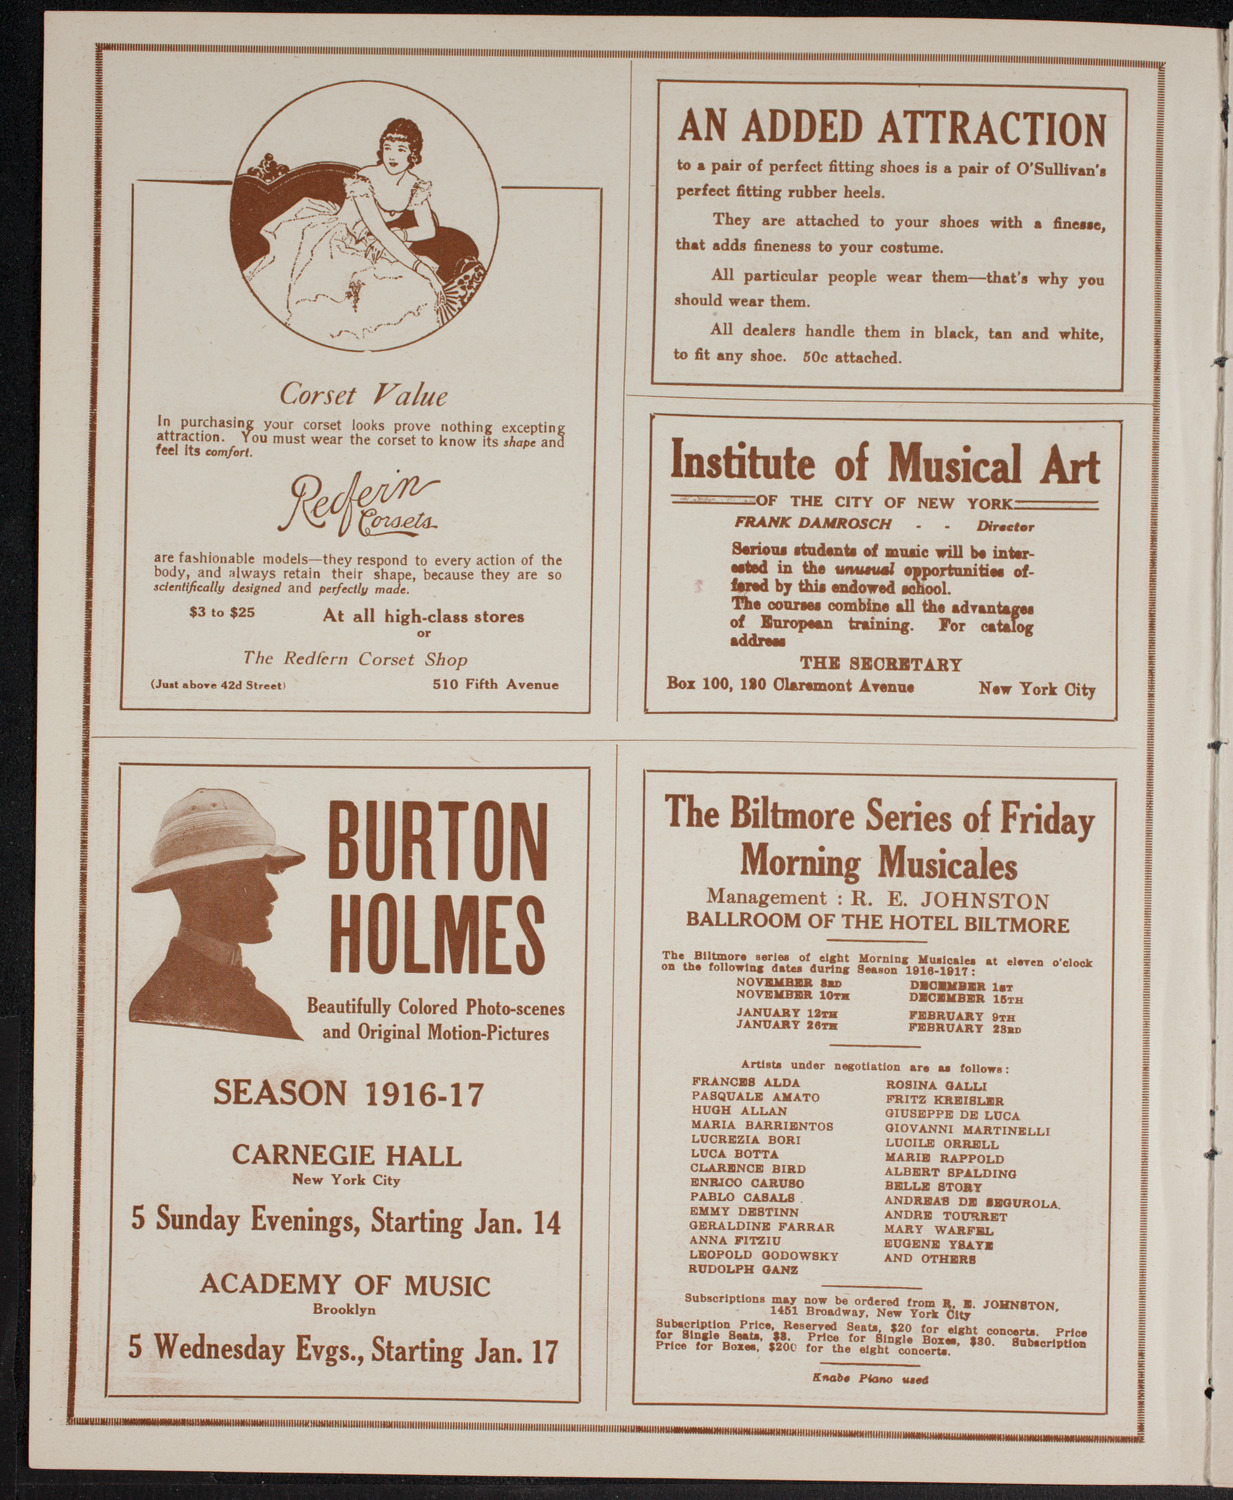 Corset Value
In purchasing your corset looks prove nothing excepting
attraction. You must wear the corset to know its shape and
feel its comfort.
Redfern
Corsets
are fashionable models—they respond to every action of the
body, and always retain their shape, because they are so
scientifically designed and perfectly made.
$3 to $25 At all high-class stores
or
The Redfern Corset Shop
(Just above 42d Street) 510 Fifth Avenue
AN ADDED ATTRACTION
to a pair of perfect fitting shoes is a pair of O'Sullivan's
perfect fitting rubber heels.
They are attached to your shoes with a finesse,
that adds fineness to your costume.
All particular people wear them—that's why you
should wear them.
All dealers handle them in black, tan and white,
to fit any shoe. 50c attached.
Institute of Musical Art
OF THE CITY OF NEW YORK
FRANK DAMROSCH - - Director
Serious students of music will be inter-
ested in the unusual opportunities of-
fered by this endowed school.
The courses combine all the advantages
of European training. For catalog
address
THE SECRETARY
Box 100, 120 Claremont Avenue New York City
BURTON
HOLMES
Beautifully Colored Photo-scenes
and Original Motion-Pictures
SEASON 1916-17
CARNEGIE HALL
New York City
5 Sunday Evenings, Starting Jan. 14
ACADEMY OF MUSIC
Brooklyn
5 Wednesday Evgs., Starting Jan. 17
The Biltmore Series of Friday
Morning Musicales
Management : R. E. JOHNSTON
BALLROOM OF THE HOTEL BILTMORE
The Biltmore series of eight Morning Musicales at eleven o'clock
on the following dates during Season 1916-1917:
NOVEMBER 3RD DECEMBER 1ST
NOVEMBER 10TH DECEMBER 15TH
JANUARY 12TH FEBRUARY 9TH
JANUARY 26TH FEBRUARY 23RD
Artists under negotiation are as follows:
FRANCES ALDA
PASQUALE AMATO
HUGH ALLAN
MARIA BARRIENTOS
LUCREZIA BORI
LUCA BOTTA
CLARENCE BIRD
ENRICO CARUSO
PABLO CASALS
EMMY DESTINN
GERALDINE FARRAR
ANNA FITZIU
LEOPOLD GODOWSKY
RUDOLPH GANZ
ROSINA GALLI
FRITZ KREISLER
GIUSEPPE DE LUCA
GIOVANNI MARTINELLI
LUCILE ORRELL
MARIE RAPPOLD
ALBERT SPALDING
BELLE STORY
ANDREAS DE SEGUROLA
ANDRE TOURRET
MARY WARFEL
EUGENE YSAYE
AND OTHERS
Subscriptions may now be ordered from R. E. JOHNSTON,
1451 Broadway, New York City
Subscription Price, Reserved Seats, $20 for eight concerts. Price
for Single Seats, $3. Price for Single Boxes, $30. Subscription
Price for Boxes, $200 for the eight concerts.
Knabe Piano used